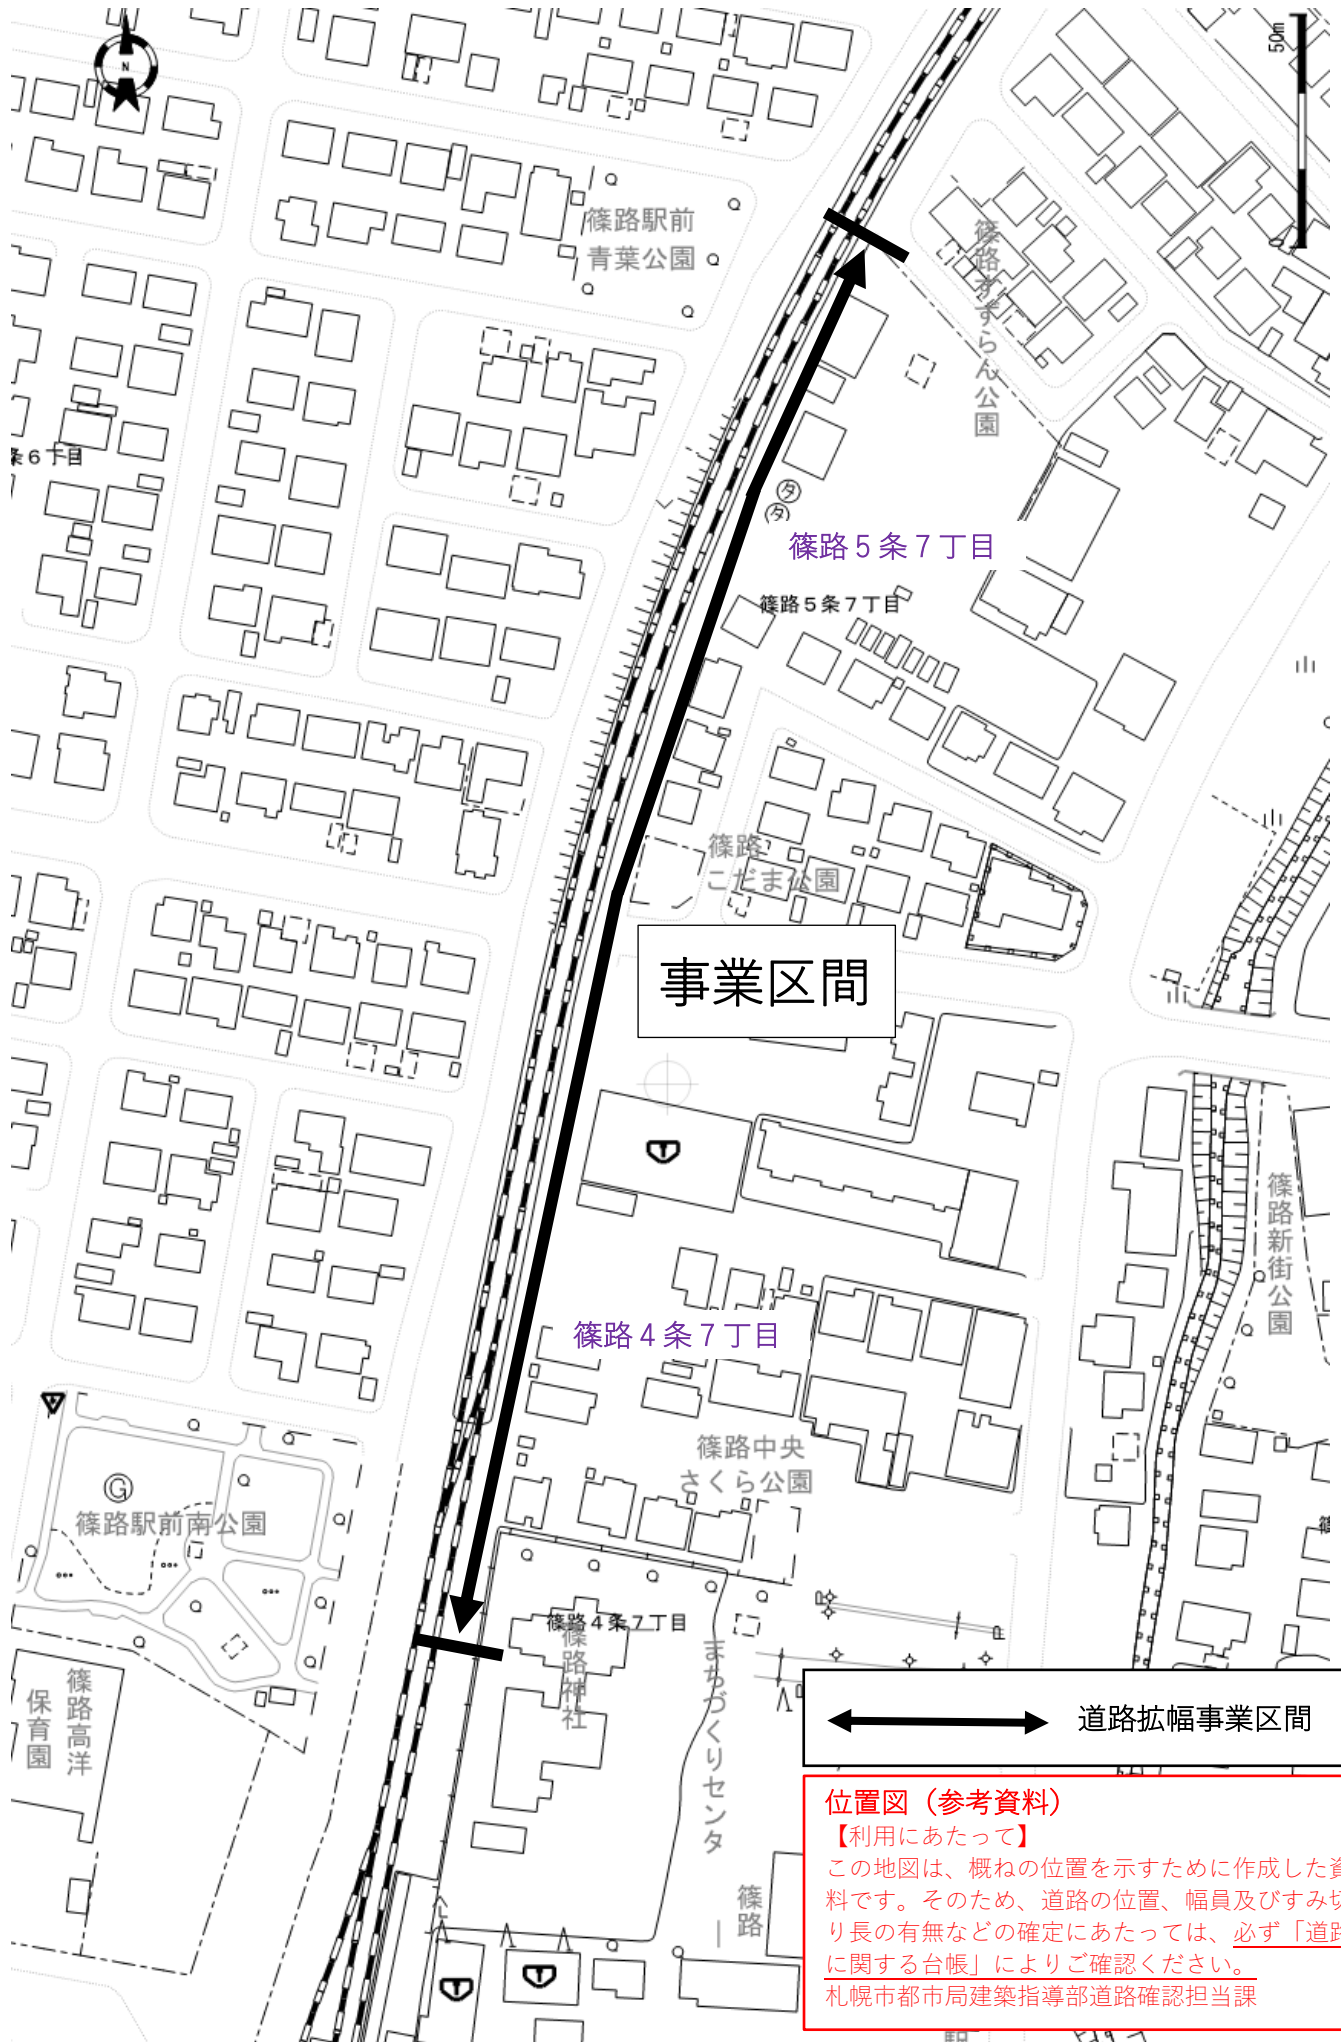 N
50m
0
篠路駅前
青葉公園
篠路すずらん公園
条６丁目
タ
タ
篠路５条７丁目
篠路５条７丁目
篠路
こだま公園
事業区間
篠路新街公園
篠路４条７丁目
篠路中央
さくら公園
G
篠路駅前南公園
篠路４条７丁目
篠路神社
まちづくりセンタ
ー
篠路
篠路高洋
保育園
道路拡幅事業区間
位置図（参考資料）
【利用にあたって】
この地図は、概ねの位置を示すために作成した資
料です。そのため、道路の位置、幅員及びすみ切
り長の有無などの確定にあたっては、必ず「道路
に関する台帳」によりご確認ください。
札幌市都市局建築指導部道路確認担当課